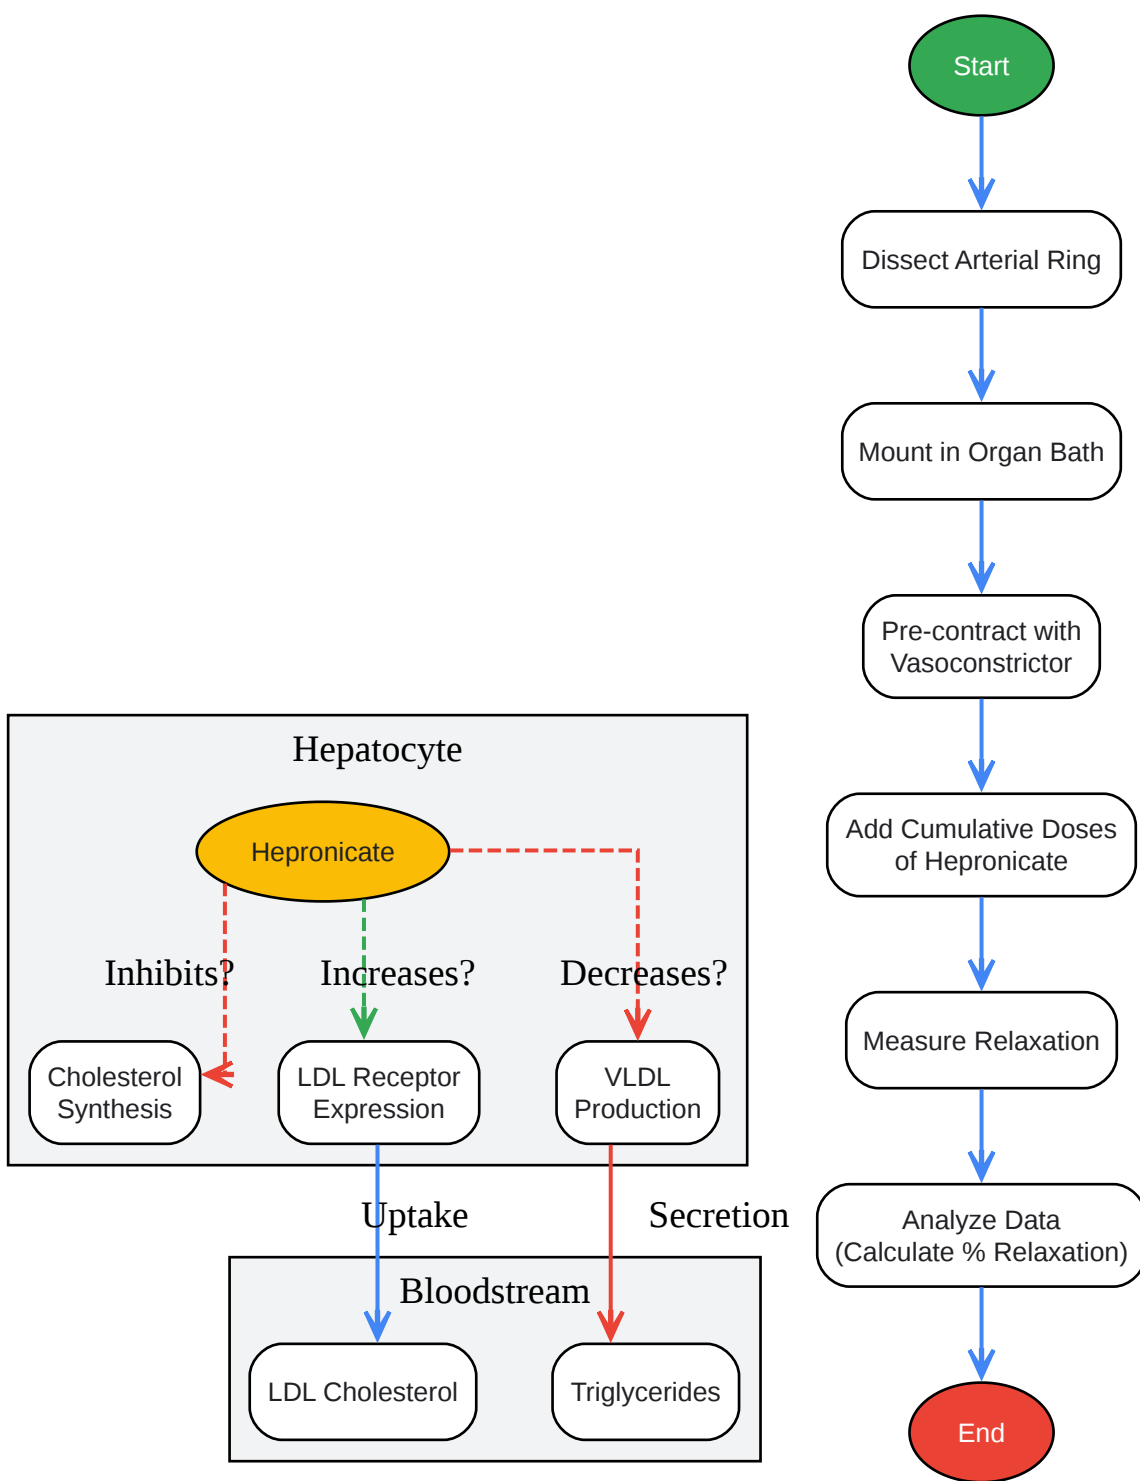 Start
Dissect Arterial Ring
Mount in Organ Bath
Pre-contract with
Vasoconstrictor
Add Cumulative Doses
of Hepronicate
Measure Relaxation
Analyze Data
(Calculate % Relaxation)
End
Hepatocyte
Hepronicate
Inhibits?
Increases?
Decreases?
Cholesterol
Synthesis
LDL Receptor
Expression
VLDL
Production
Uptake
Secretion
Bloodstream
LDL Cholesterol
Triglycerides